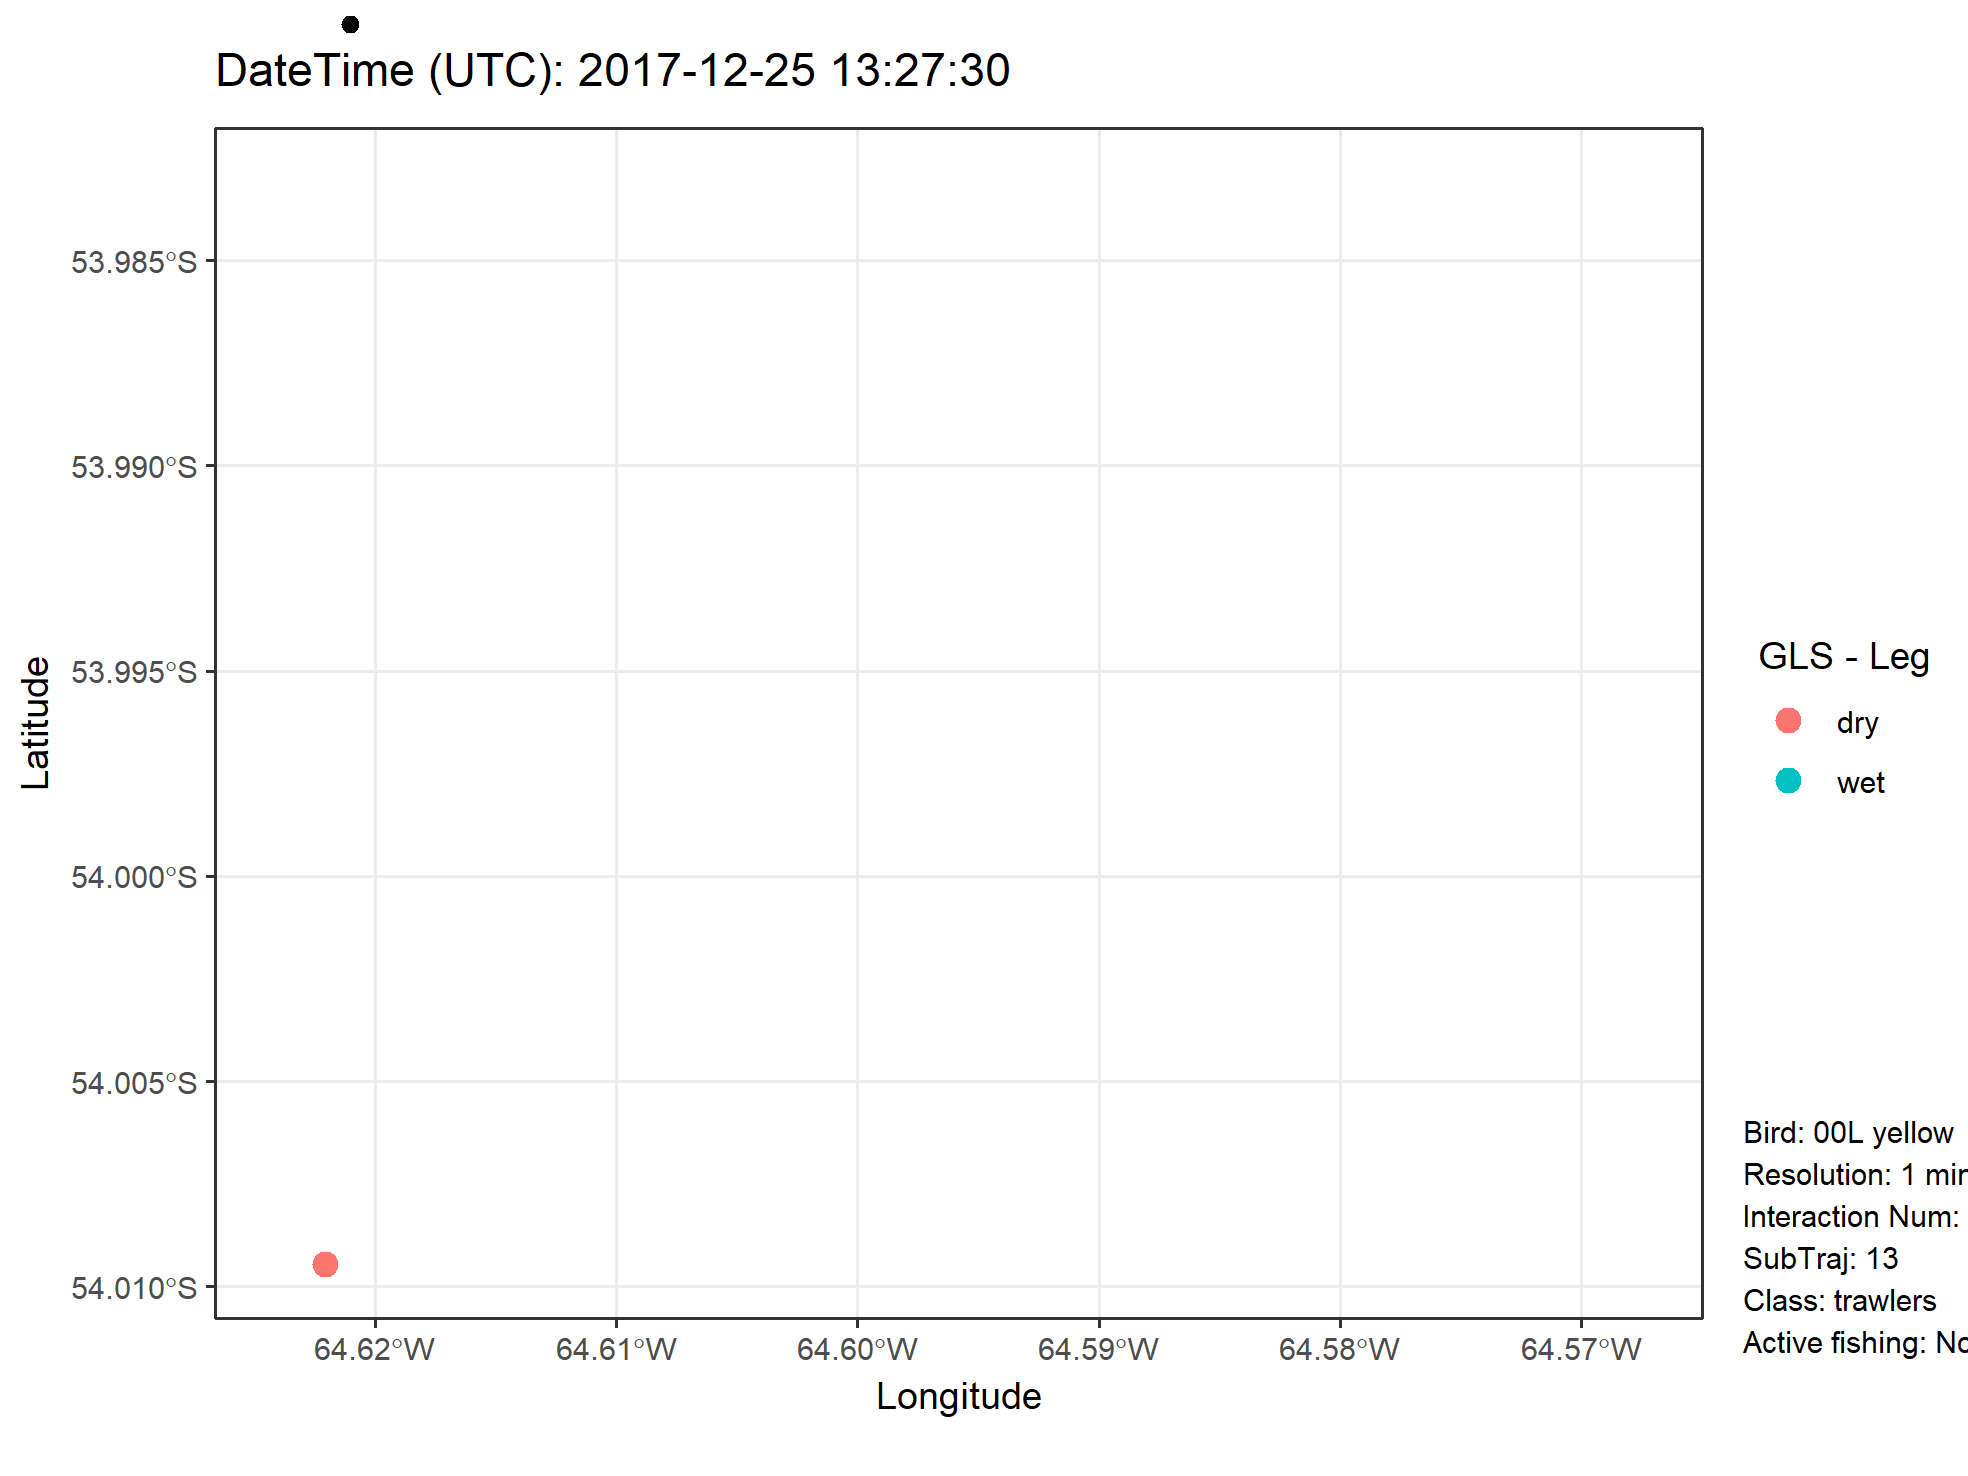 DateTime (UTC): 2017-12-25 13:27:30
53.985°S
53.990°S
53.995°S
54.000°S
54.005°S
54.010°S
Latitude
64.62°W
64.61°W
64.60°W
64.59°W
64.58°W
64.57°W
Longitude
GLS - Leg
dry
wet
Bird: 00L yellow
Resolution: 1 min
Interaction Num:
SubTraj: 13
Class: trawlers
Active fishing: No